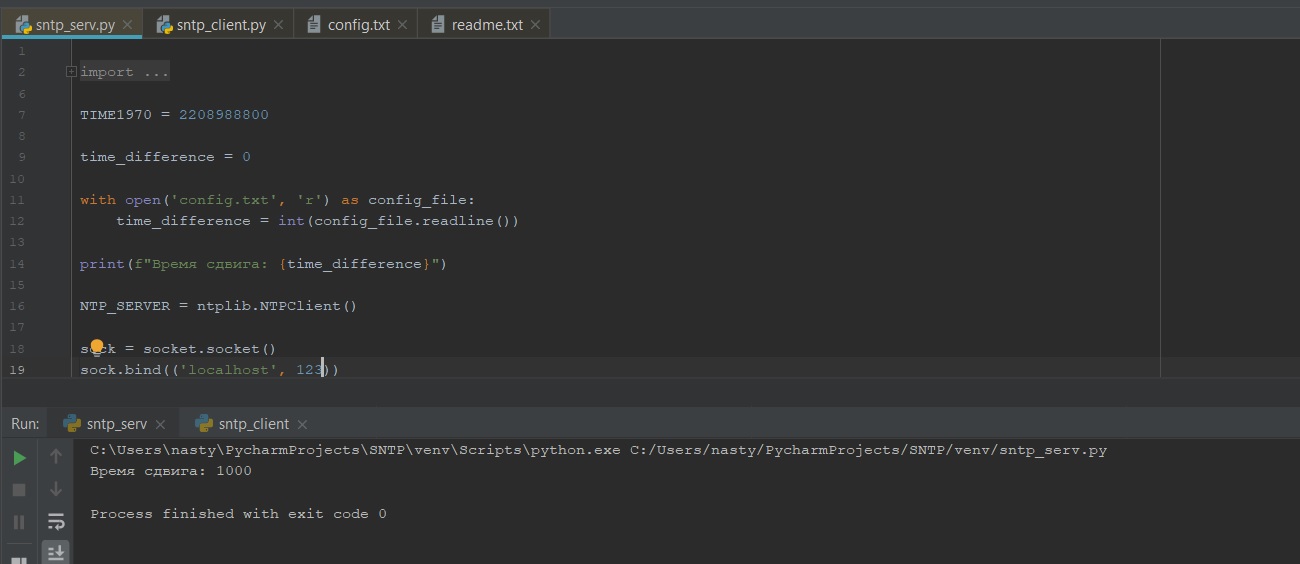 sntp_serv.py sntp_client.py config.txt readme.txt
1
2 import ...
6
7 TIME1970 = 2208988800
8
9 time_difference = 0
10
11 with open('config.txt', 'r') as config_file:
12 time_difference = int(config_file.readline())
13
14 print(f"Время сдвига: {time_difference}")
15
16 NTP_SERVER = ntplib.NTPClient()
17
18 sock = socket.socket()
19 sock.bind(('localhost', 123))
Run: sntp_serv sntp_client
C:\Users\nasty\PycharmProjects\SNTP\venv\Scripts\python.exe C:/Users/nasty/PycharmProjects/SNTP/venv/sntp_serv.py
Время сдвига: 1000
Process finished with exit code 0